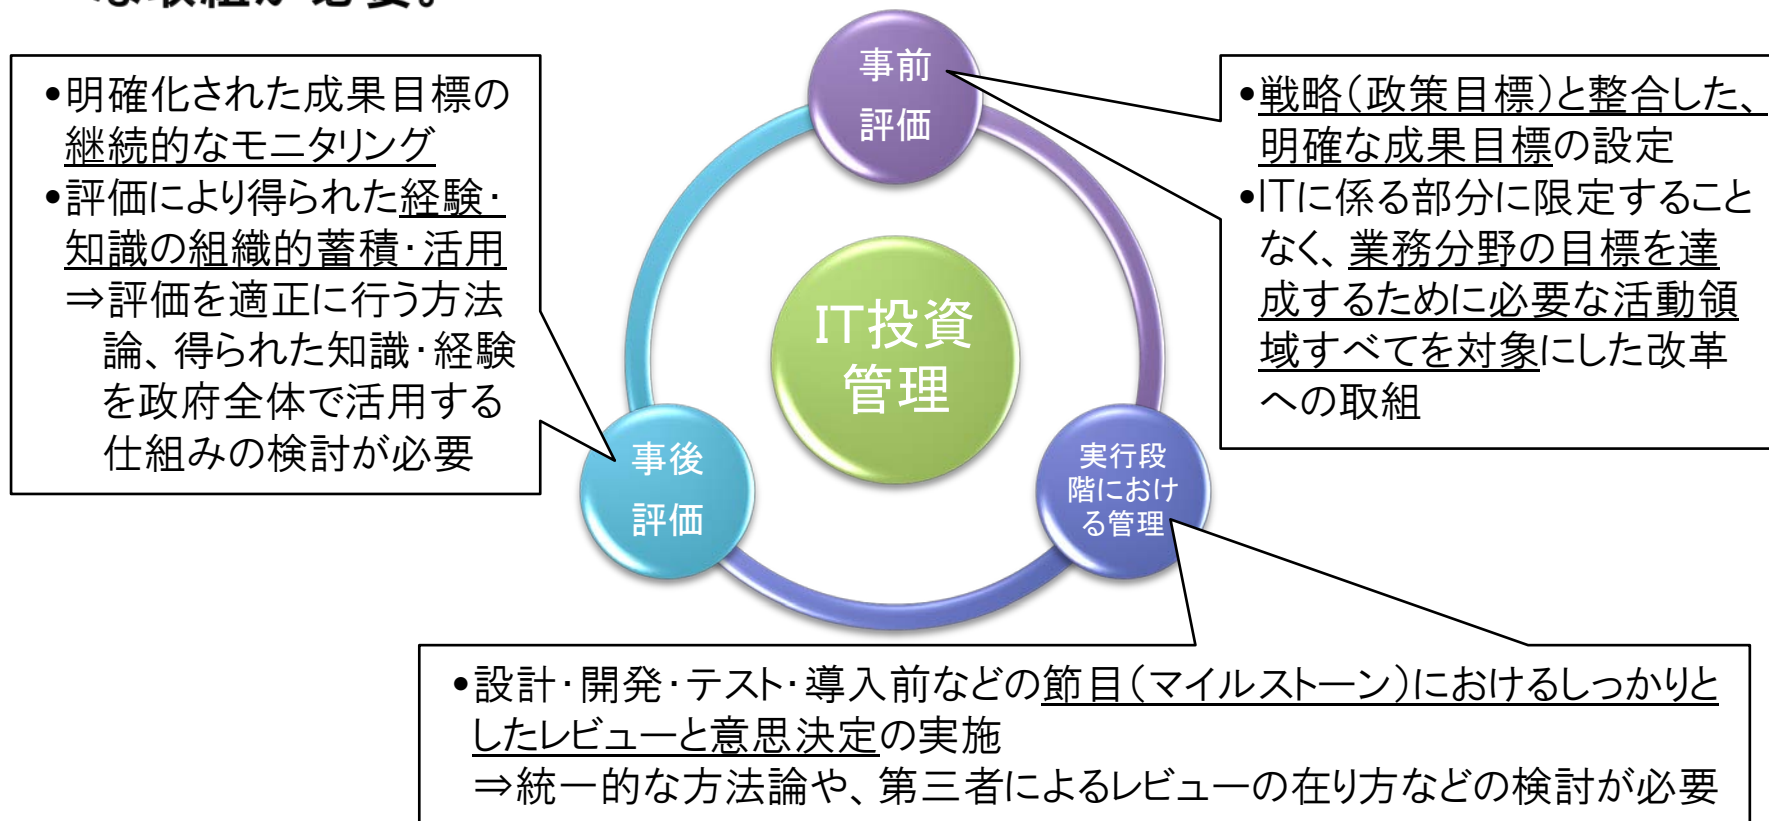 な取組が必要。
事前
評価
•明確化された成果目標の
継続的なモニタリング
•評価により得られた経験・
知識の組織的蓄積・活用
⇒評価を適正に行う方法
論、得られた知識・経験
を政府全体で活用する
仕組みの検討が必要
•戦略（政策目標）と整合した、
明確な成果目標の設定
•ITに係る部分に限定すること
なく、業務分野の目標を達
成するために必要な活動領
域すべてを対象にした改革
への取組
IT投資
管理
事後
評価
実行段
階におけ
る管理
•設計・開発・テスト・導入前などの節目（マイルストーン）におけるしっかりと
したレビューと意思決定の実施
⇒統一的な方法論や、第三者によるレビューの在り方などの検討が必要